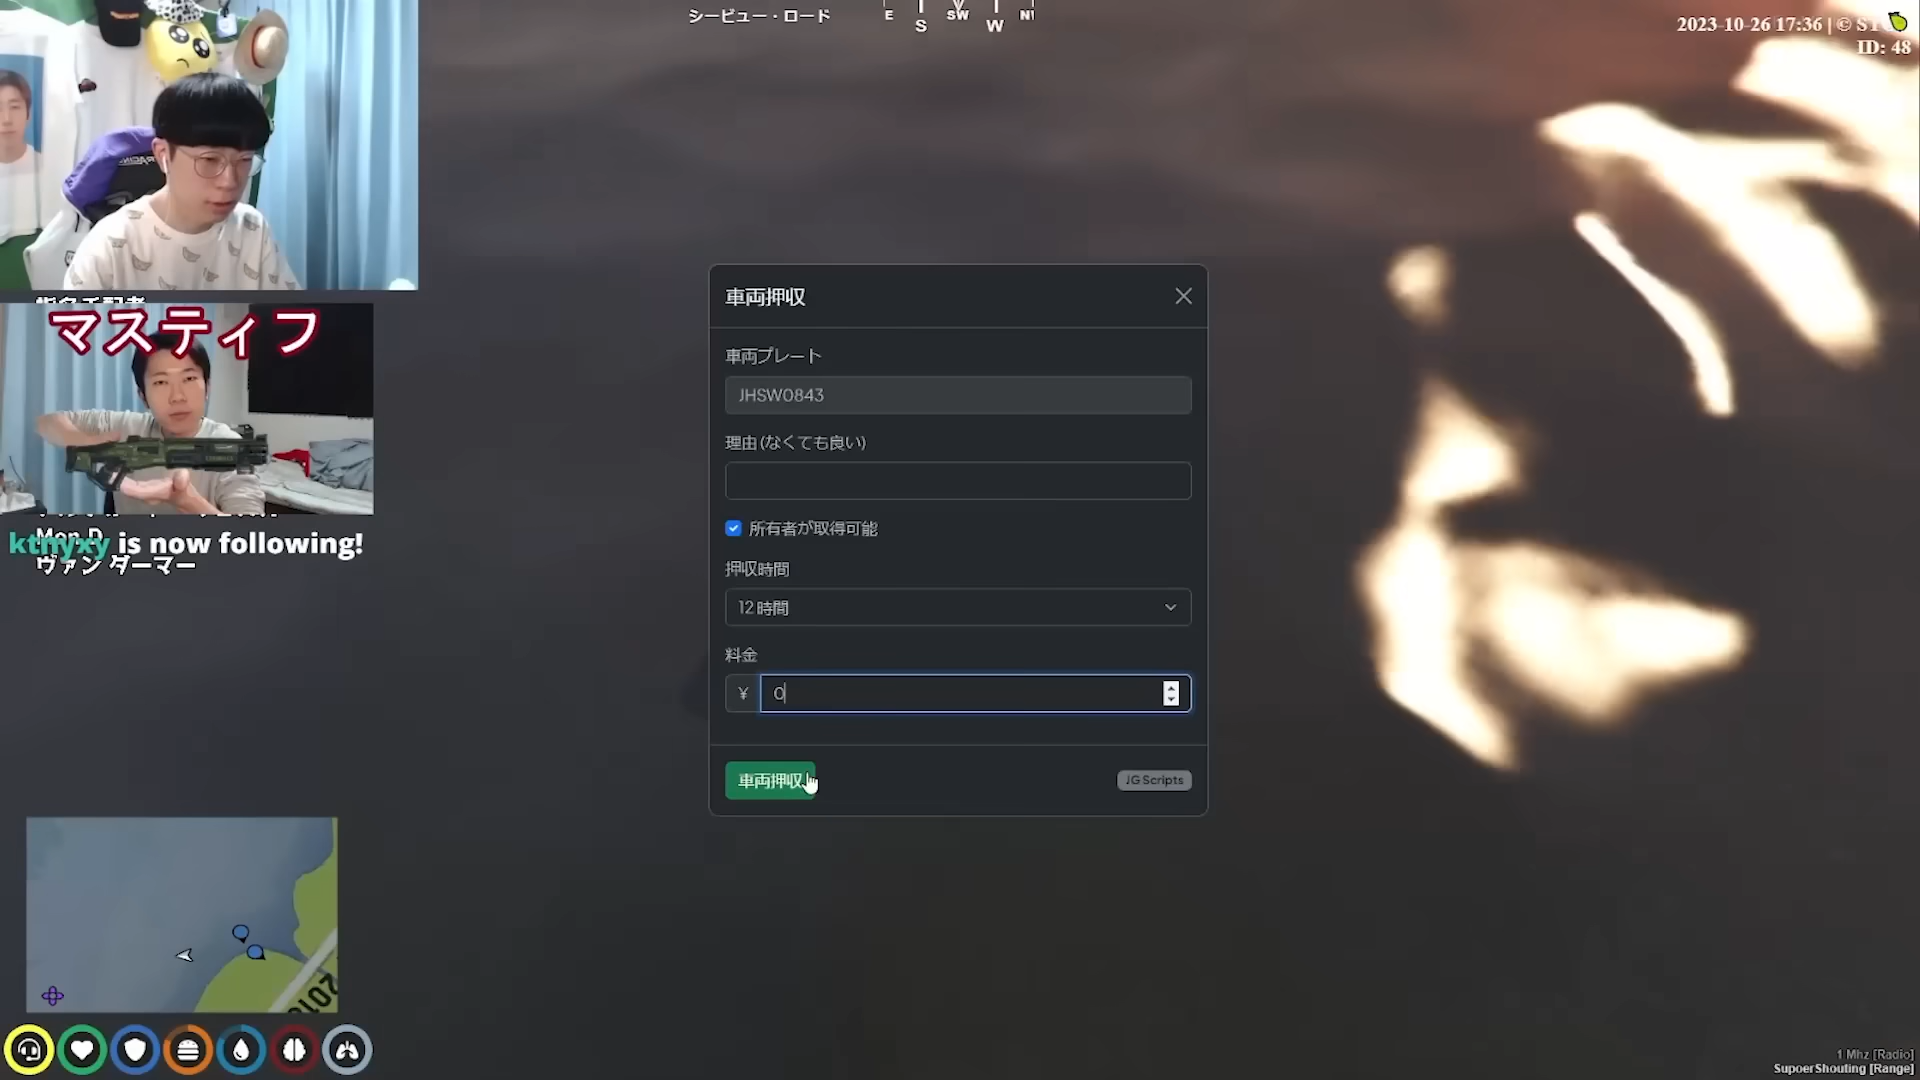 シービュー・ロード
E
S
SW
W
2023-10-26 17:36 | © ST
ID: 48
マスティフ
ktnyxy is now following!
ヴァン ダーマー
車両押収
車両プレート
JHSW0843
理由(なくても良い)
所有者が取得可能
押収時間
12 時間
料金
¥ 0
車両押収
JG Scripts
1 Mhz [Radio]
SupoerShouting [Range]